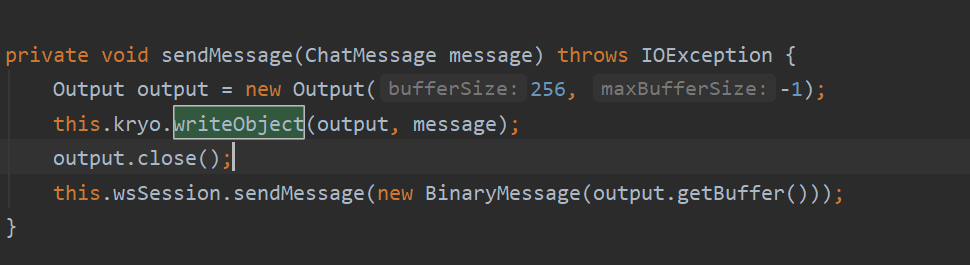 private void sendMessage(ChatMessage message) throws IOException {
Output output = new Output( bufferSize: 256, maxBufferSize: -1);
this.kryo.writeObject(output, message);
output.close();
this.wsSession.sendMessage(new BinaryMessage(output.getBuffer()));
}